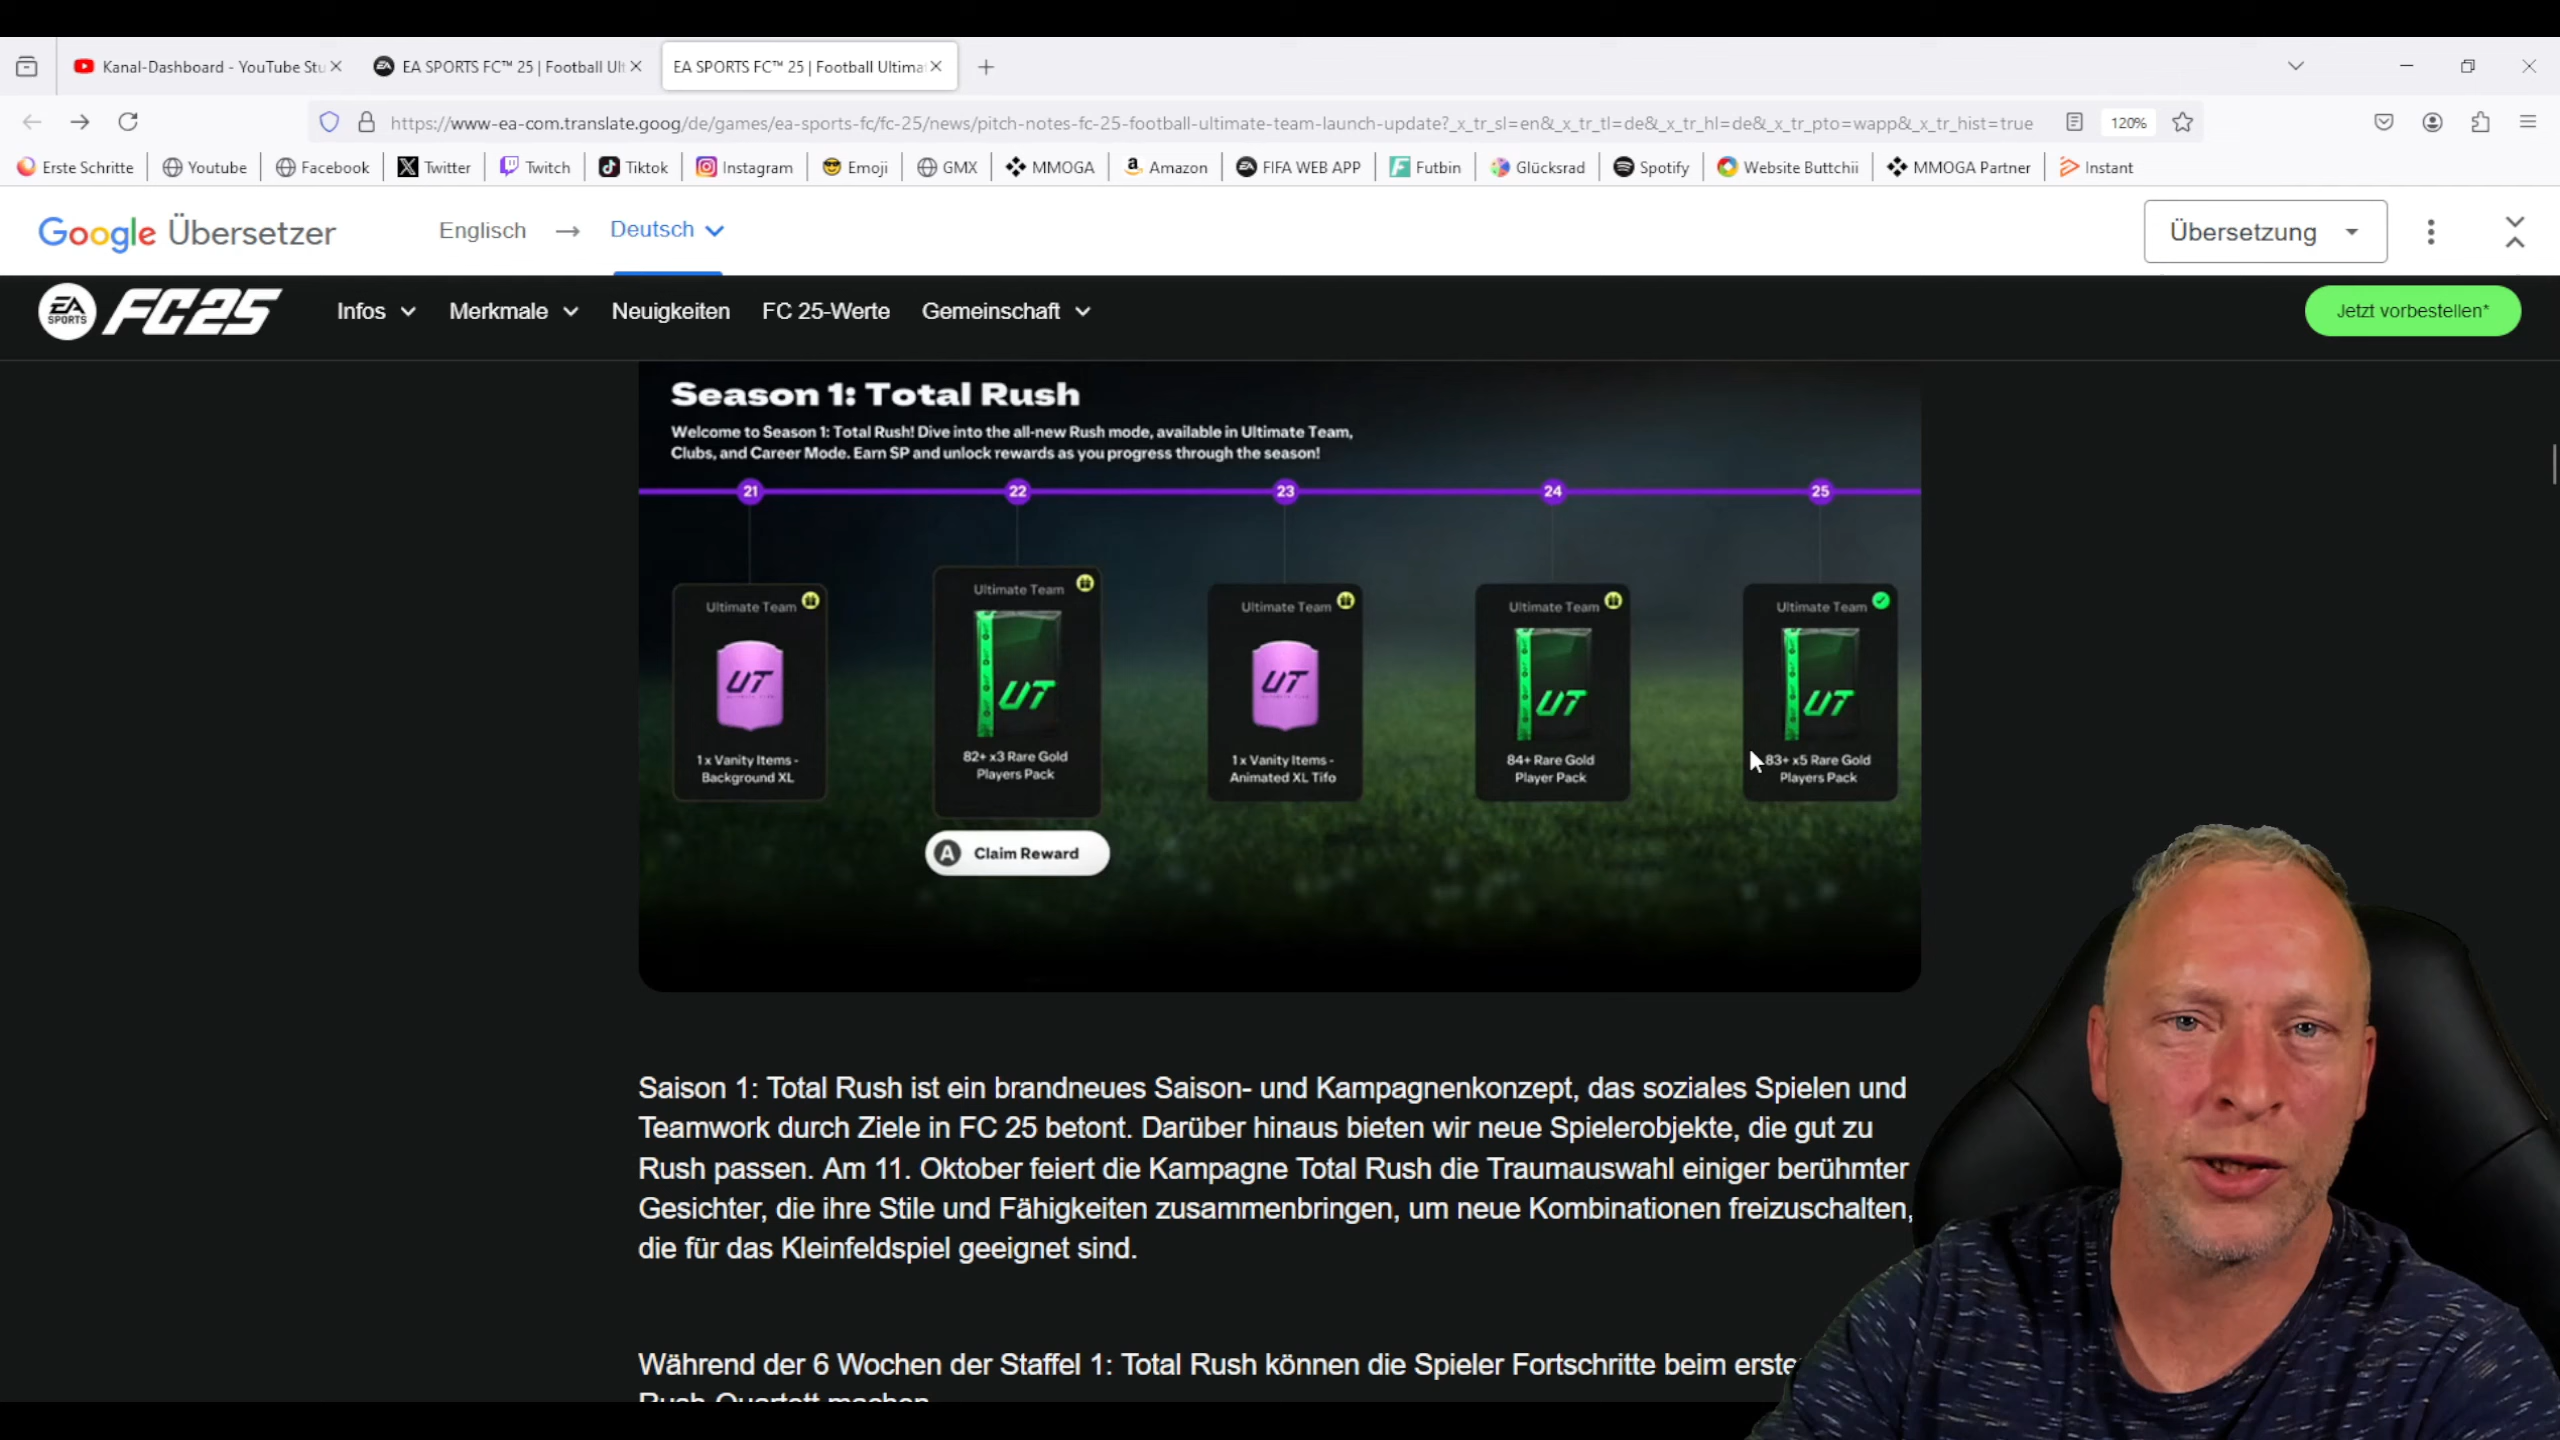 Kanal-Dashboard - YouTube Stu
EA SPORTS FC™ 25 | Football Ult
EA SPORTS FC™ 25 | Football Ultima
https://www-ea-com.translate.goog/de/games/ea-sports-fc/fc-25/news/pitch-notes-fc-25-football-ultimate-team-launch-update?_x_tr_sl=en&_x_tr_tl=de&_x_tr_hl=de&_x_tr_pto=wapp&_x_tr_hist=true
120%
Erste Schritte Youtube Facebook Twitter Twitch Tiktok Instagram Emoji GMX MMOGA Amazon FIFA WEB APP Futbin Glücksrad Spotify Website Buttchii MMOGA Partner Instant
Google Übersetzer Englisch → Deutsch Übersetzung
EA SPORTS FC25 Infos Merkmale Neuigkeiten FC 25-Werte Gemeinschaft Jetzt vorbestellen*
Season 1: Total Rush
Welcome to Season 1: Total Rush! Dive into the all-new Rush mode, available in Ultimate Team,
Clubs, and Career Mode. Earn SP and unlock rewards as you progress through the season!
21 22 23 24 25
Ultimate Team
UT
1 x Vanity Items -
Background XL
Ultimate Team
UT
82+ x3 Rare Gold
Players Pack
A Claim Reward
Ultimate Team
UT
1 x Vanity Items -
Animated XL Tifo
Ultimate Team
UT
84+ Rare Gold
Player Pack
Ultimate Team
UT
83+ x5 Rare Gold
Players Pack
Saison 1: Total Rush ist ein brandneues Saison- und Kampagnenkonzept, das soziales Spielen und
Teamwork durch Ziele in FC 25 betont. Darüber hinaus bieten wir neue Spielerobjekte, die gut zu
Rush passen. Am 11. Oktober feiert die Kampagne Total Rush die Traumauswahl einiger berühmter
Gesichter, die ihre Stile und Fähigkeiten zusammenbringen, um neue Kombinationen freizuschalten,
die für das Kleinfeldspiel geeignet sind.
Während der 6 Wochen der Staffel 1: Total Rush können die Spieler Fortschritte beim erste
Rush-Quartett machen